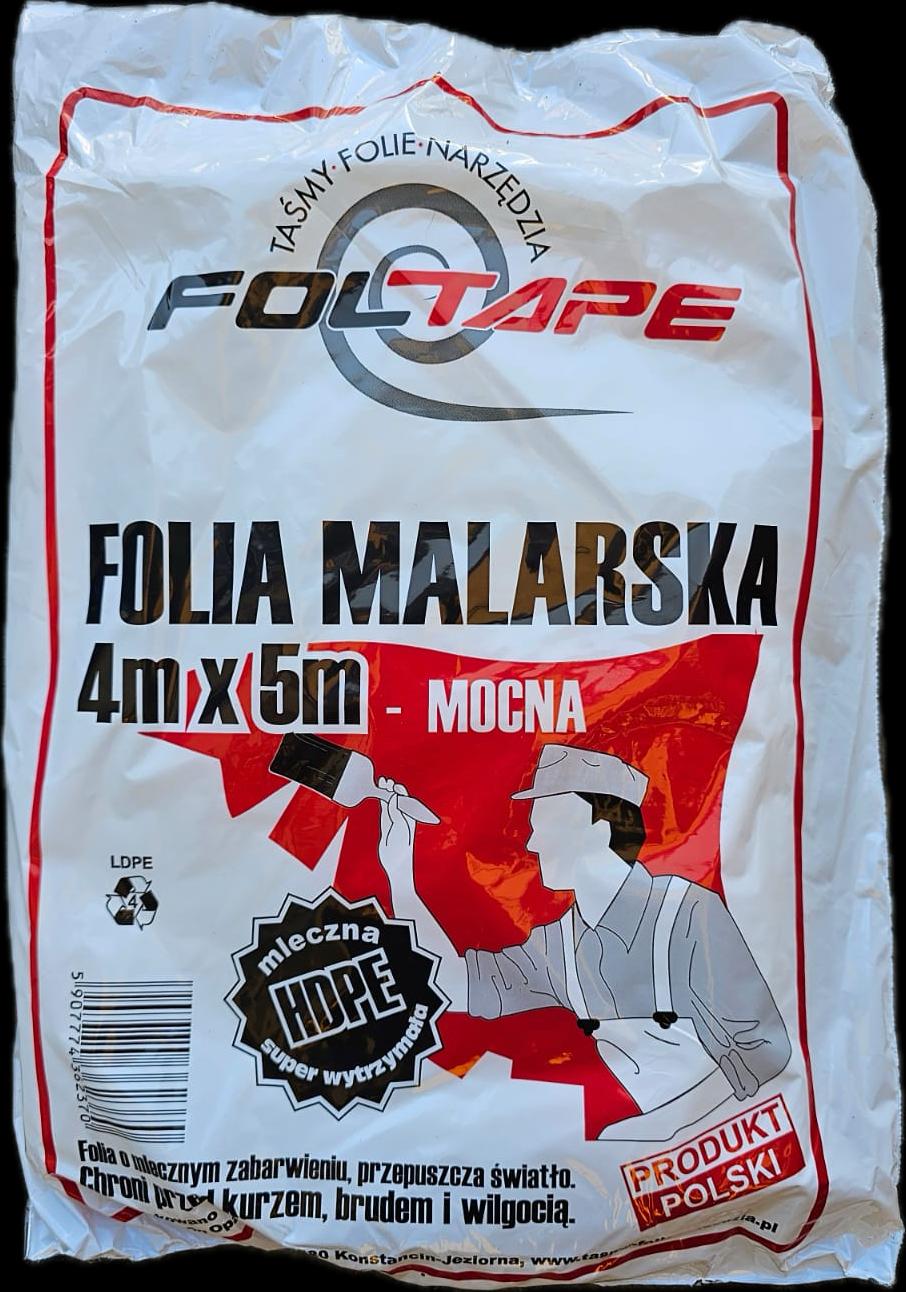 TAŚMY·FOLIE·NARZĘDZIA
FOLTAPE
FOLIA MALARSKA
4m x 5m - MOCNA
LDPE
4
mleczna
HDPE
super wytrzymała
5907774362370
Folia o mlecznym zabarwieniu, przepuszcza światło.
Chroni przed kurzem, brudem i wilgocią.
PRODUKT
POLSKI
Konstancin-Jeziorna,